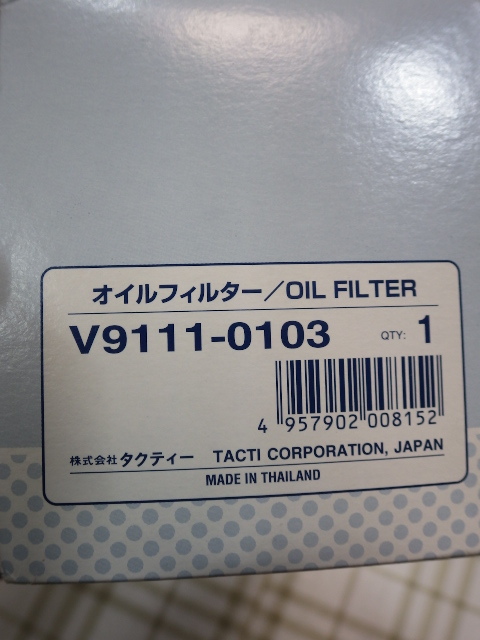 オイルフィルター/OIL FILTER
V9111-0103 QTY: 1
4 957902 008152
株式会社 タクティー TACTI CORPORATION, JAPAN
MADE IN THAILAND